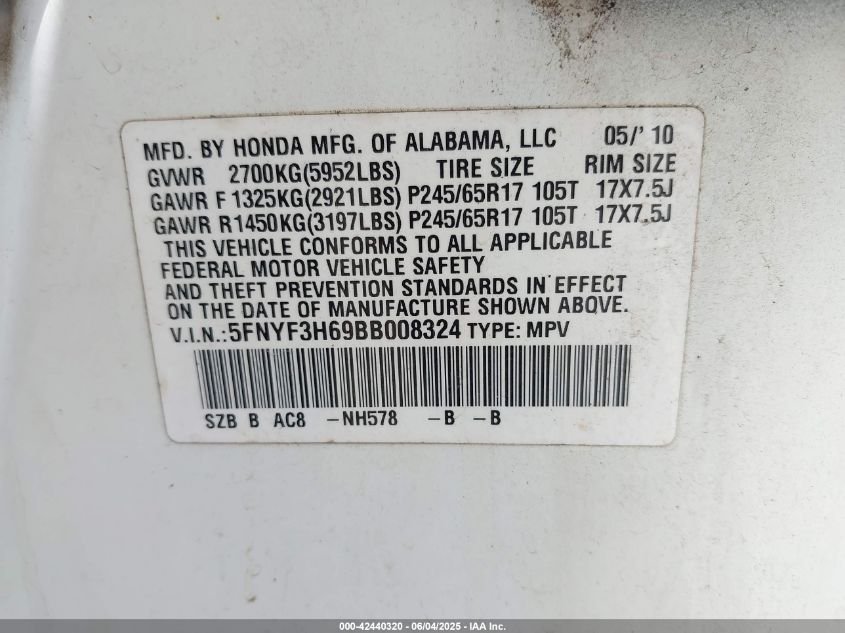 MFD. BY HONDA MFG. OF ALABAMA, LLC 05/'10
GVWR 2700KG(5952LBS) TIRE SIZE RIM SIZE
GAWR F 1325KG(2921LBS) P245/65R17 105T 17X7.5J
GAWR R1450KG(3197LBS) P245/65R17 105T 17X7.5J
THIS VEHICLE CONFORMS TO ALL APPLICABLE
FEDERAL MOTOR VEHICLE SAFETY
AND THEFT PREVENTION STANDARDS IN EFFECT
ON THE DATE OF MANUFACTURE SHOWN ABOVE.
V.I.N.:5FNYF3H69BB008324 TYPE: MPV
SZB B AC8 -NH578 -B -B
000-42440320 - 06/04/2025 - IAA Inc.